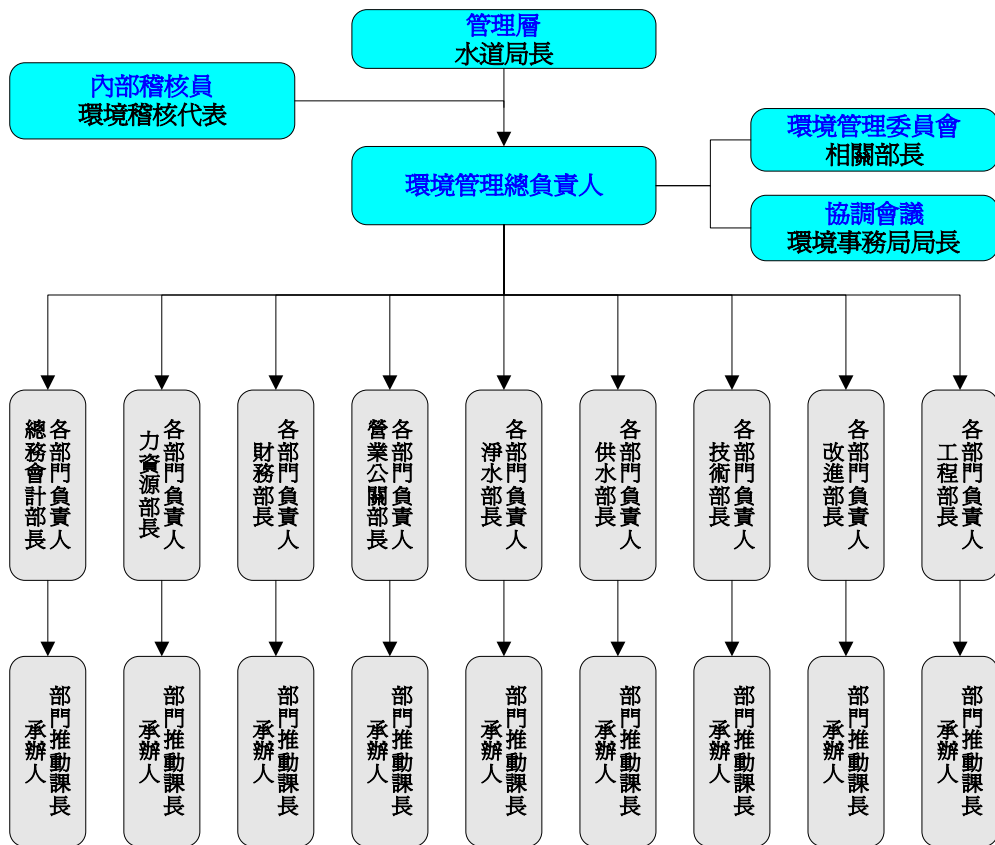 管理層
水道局長
內部稽核員
環境稽核代表
環境管理委員會
相關部長
環境管理總負責人
協調會議
環境事務局局長
各部門負責人
總務會計部長
各部門負責人
力資源部長
各部門負責人
財務部長
各部門負責人
營業公關部長
各部門負責人
淨水部長
各部門負責人
供水部長
各部門負責人
技術部長
各部門負責人
改進部長
各部門負責人
工程部長
部門推動課長
承辦人
部門推動課長
承辦人
部門推動課長
承辦人
部門推動課長
承辦人
部門推動課長
承辦人
部門推動課長
承辦人
部門推動課長
承辦人
部門推動課長
承辦人
部門推動課長
承辦人